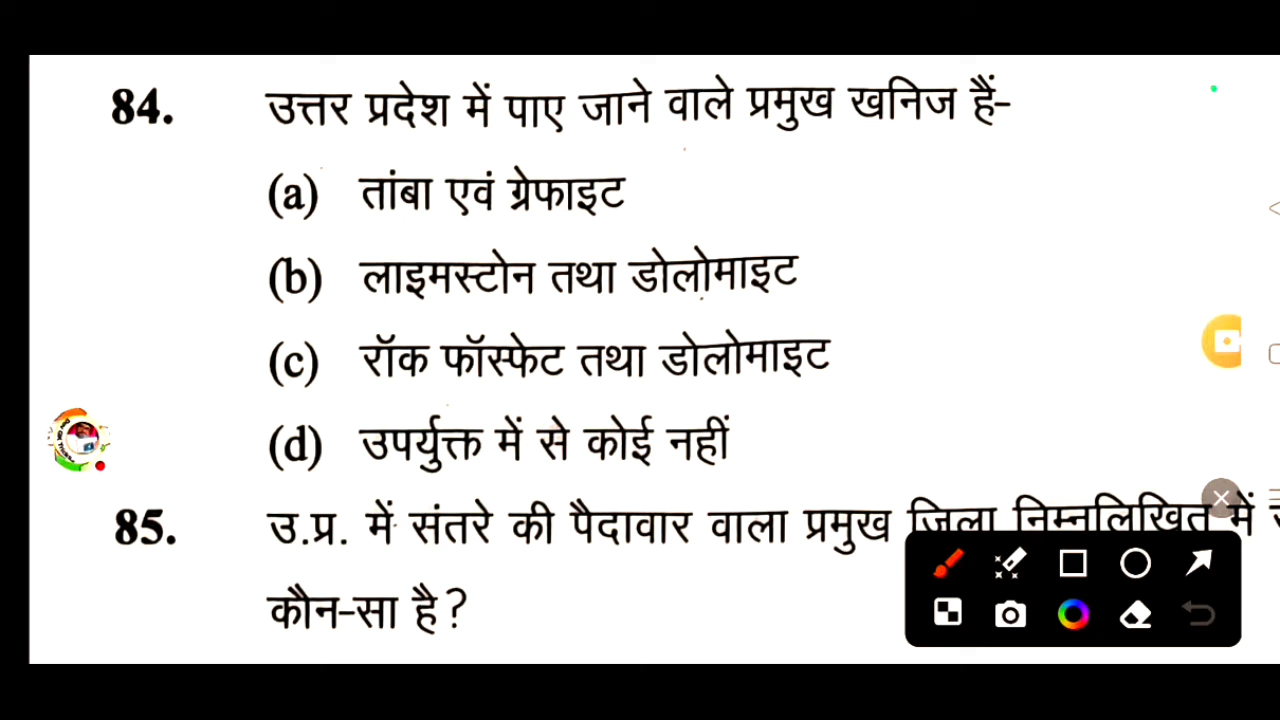 84. उत्तर प्रदेश में पाए जाने वाले प्रमुख खनिज हैं-
(a) तांबा एवं ग्रेफाइट
(b) लाइमस्टोन तथा डोलोमाइट
(c) रॉक फॉस्फेट तथा डोलोमाइट
(d) उपर्युक्त में से कोई नहीं
85. उ.प्र. में संतरे की पैदावार वाला प्रमुख जिला निम्नलिखित में
कौन-सा है?